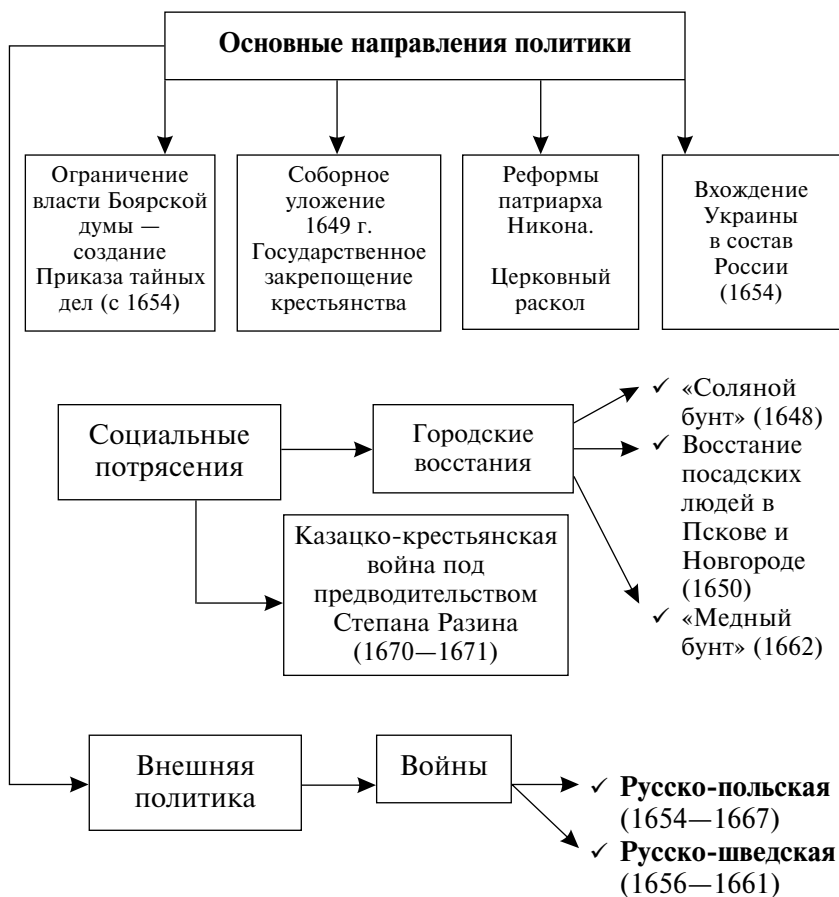 Основные направления политики
Ограничение
власти Боярской
думы —
создание
Приказа тайных
дел (с 1654)
Соборное
уложение
1649 г.
Государственное
закрепощение
крестьянства
Реформы
патриарха
Никона.
Церковный
раскол
Вхождение
Украины
в состав
России
(1654)
Социальные
потрясения
Городские
восстания
✓ «Соляной
бунт» (1648)
✓ Восстание
посадских
людей в
Пскове и
Новгороде
(1650)
✓ «Медный
бунт» (1662)
Казацко-крестьянская
война под
предводительством
Степана Разина
(1670—1671)
Внешняя
политика
Войны
✓ Русско-польская
(1654—1667)
✓ Русско-шведская
(1656—1661)